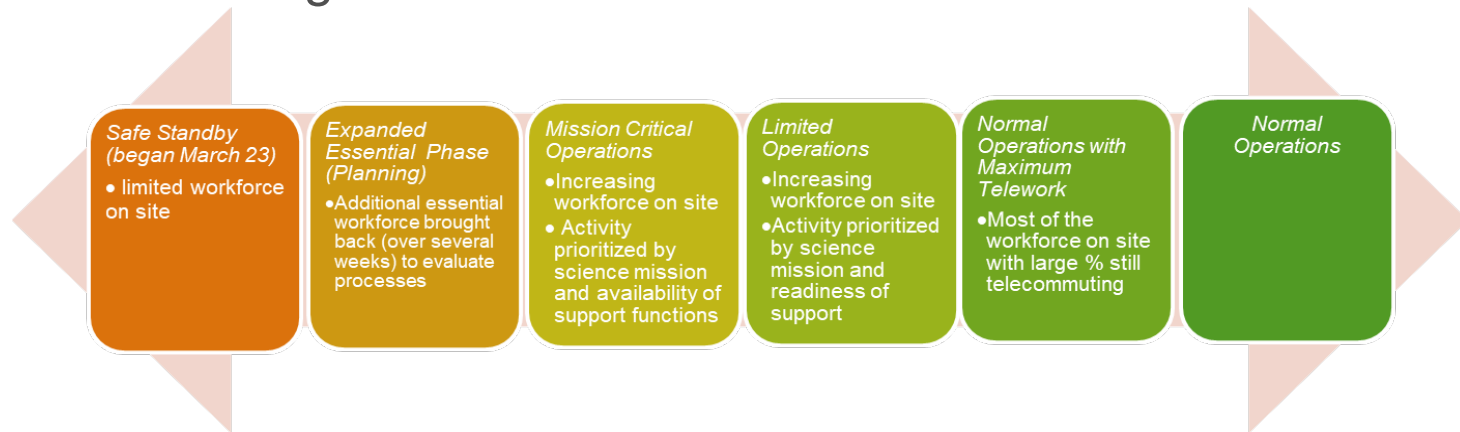 Safe Standby
(began March 23)
• limited workforce
on site
Expanded
Essential Phase
(Planning)
•Additional essential
workforce brought
back (over several
weeks) to evaluate
processes
Mission Critical
Operations
•Increasing
workforce on site
• Activity
prioritized by
science mission
and availability of
support functions
Limited
Operations
•Increasing
workforce on site
•Activity prioritized
by science
mission and
readiness of
support
Normal
Operations with
Maximum
Telework
•Most of the
workforce on site
with large % still
telecommuting
Normal
Operations